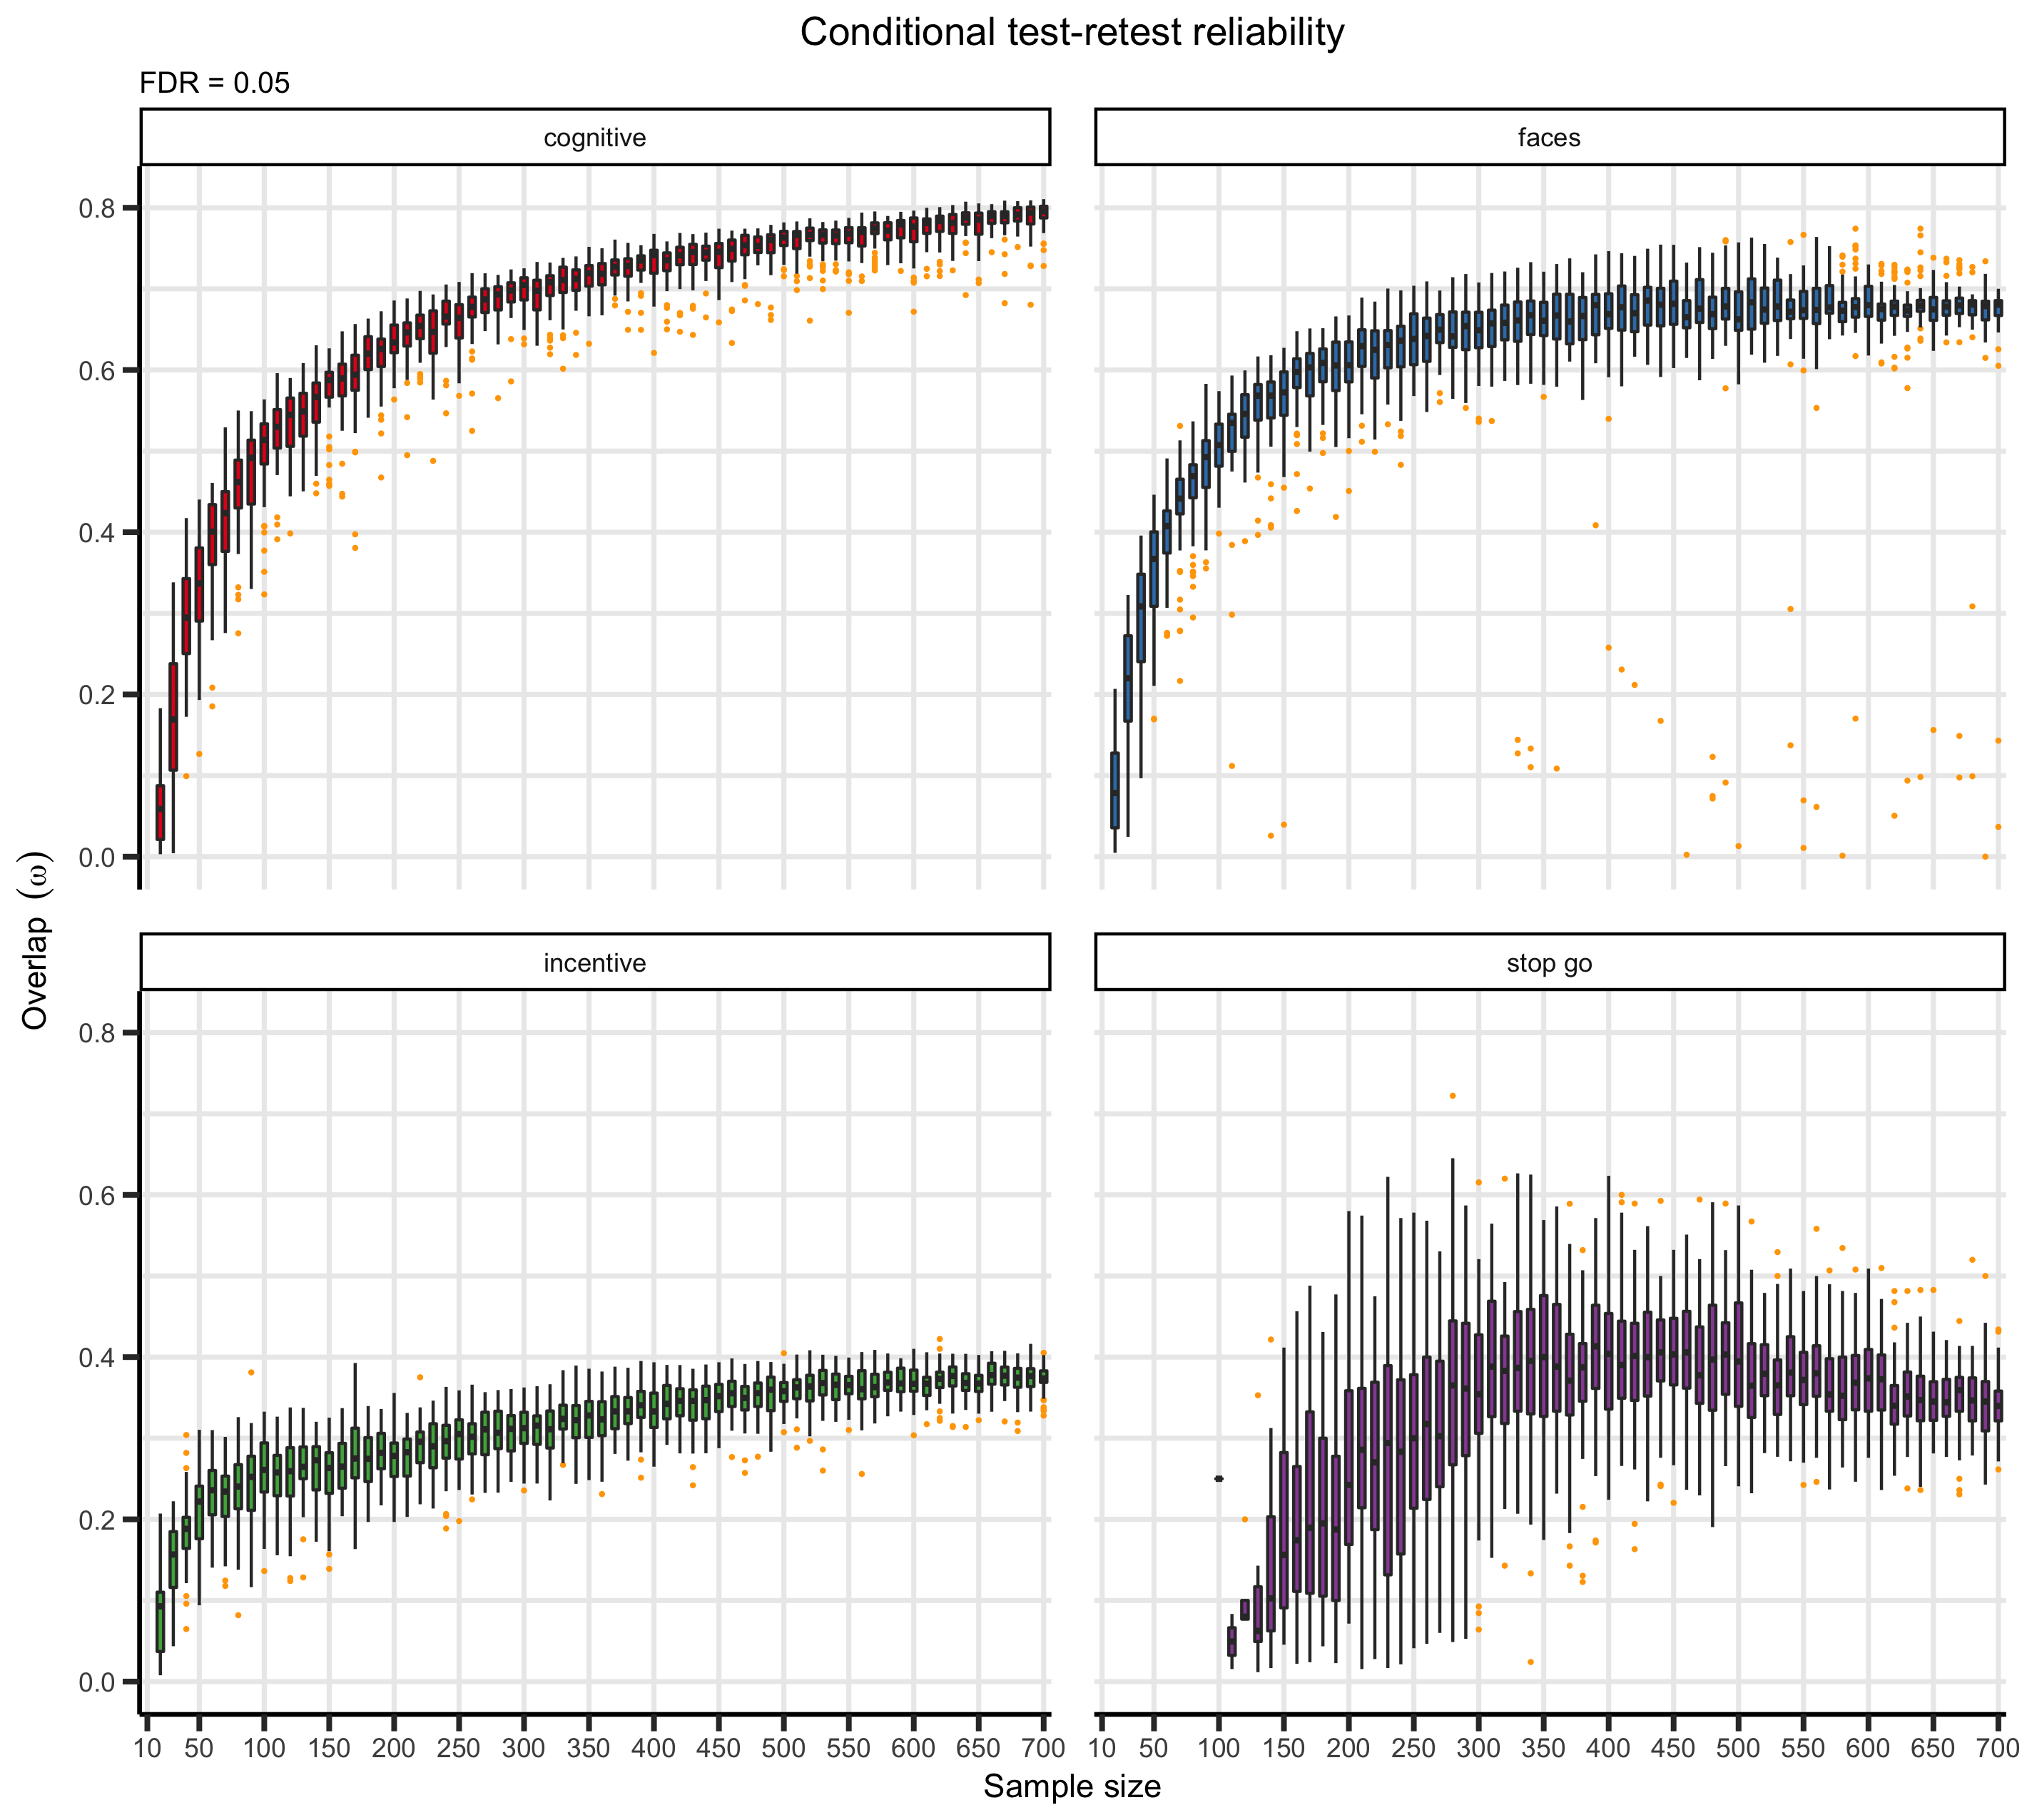 Conditional test-retest reliability
FDR = 0.05
cognitive
faces
0.8
0.6
0.4
0.2
0.0
incentive
stop go
0.8
0.6
0.4
0.2
0.0
Overlap (ω)
10 50 100 150 200 250 300 350 400 450 500 550 600 650 700
10 50 100 150 200 250 300 350 400 450 500 550 600 650 700
Sample size